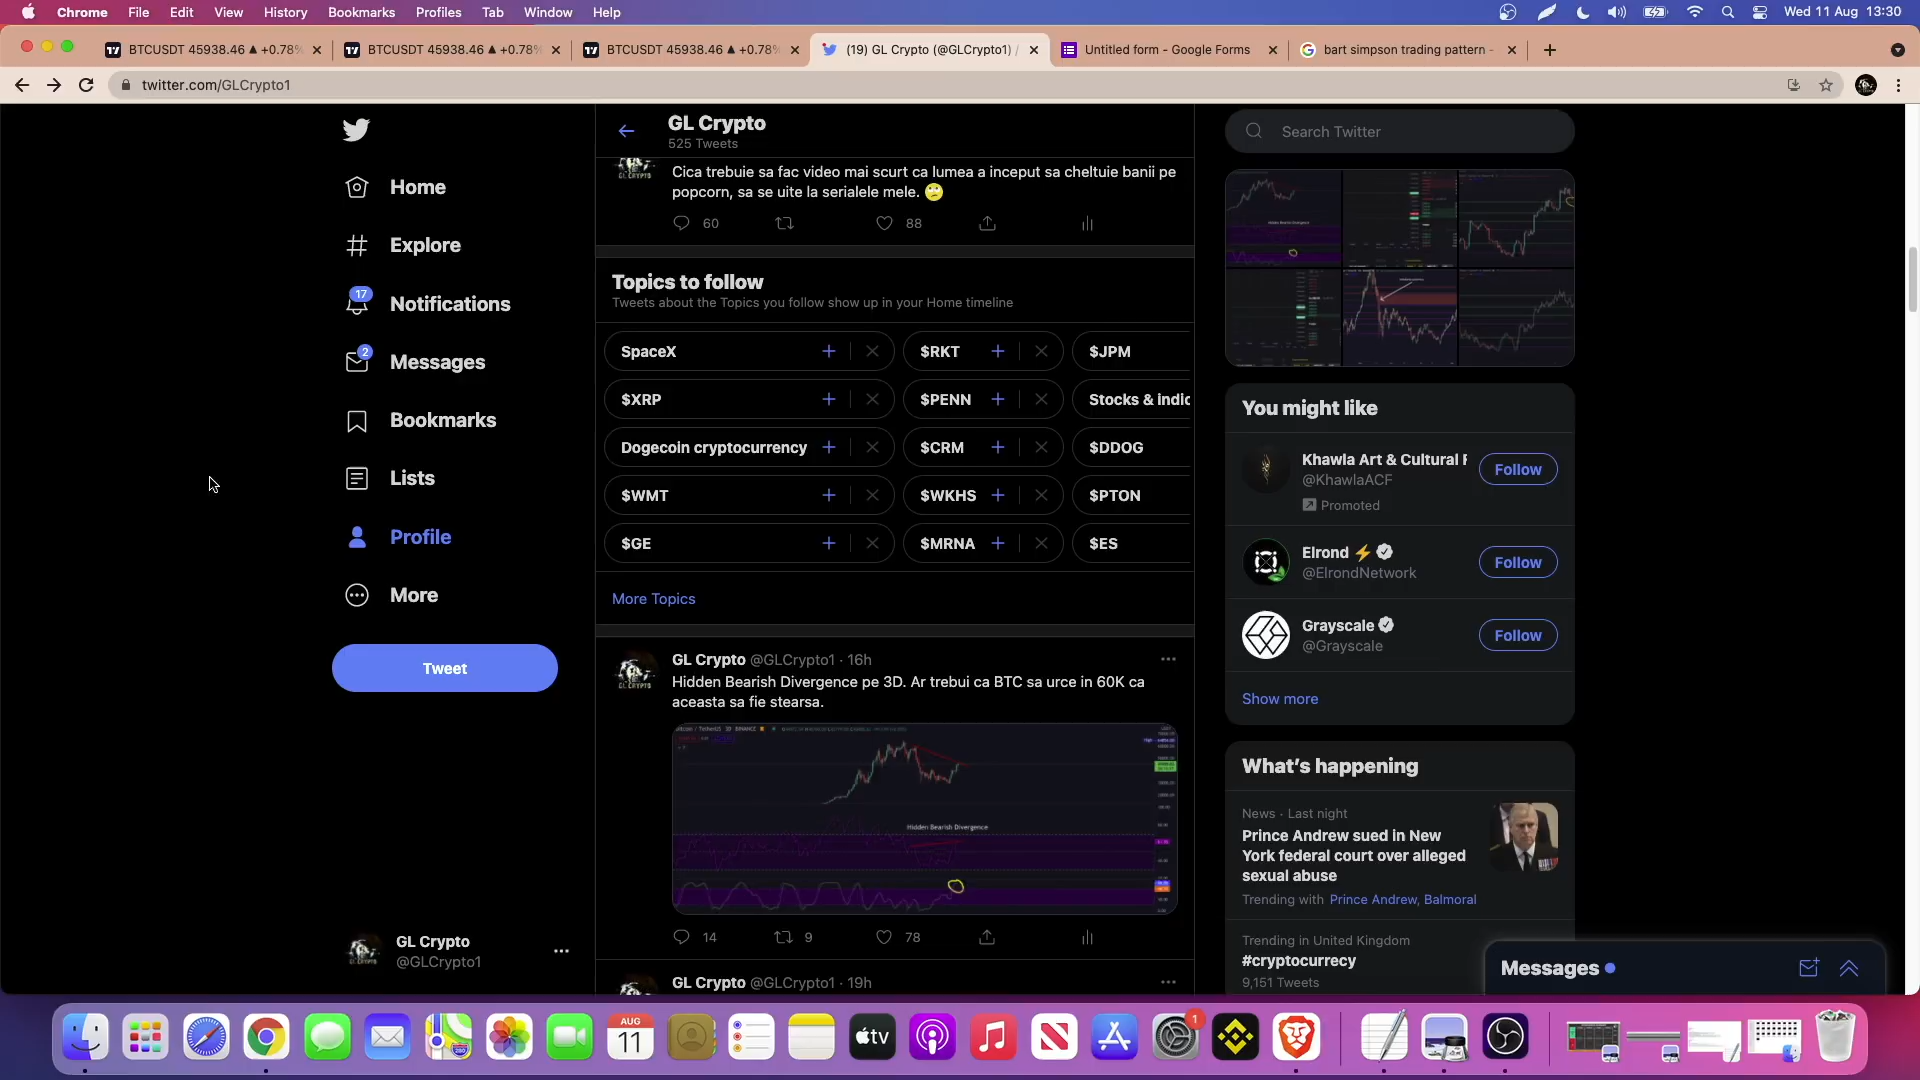 Chrome File Edit View History Bookmarks Profiles Tab Window Help Wed 11 Aug 13:30
BTCUSDT 45938.46 ▲ +0.78%
BTCUSDT 45938.46 ▲ +0.78%
BTCUSDT 45938.46 ▲ +0.78%
(19) GL Crypto (@GLCrypto1) /
Untitled form - Google Forms
bart simpson trading pattern -
twitter.com/GLCrypto1
Home
Explore
17
Notifications
2
Messages
Bookmarks
Lists
Profile
More
Tweet
GL Crypto
@GLCrypto1
GL Crypto
525 Tweets
Cica trebuie sa fac video mai scurt ca lumea a inceput sa cheltuie banii pe
popcorn, sa se uite la serialele mele. 🙄
60 88
Topics to follow
Tweets about the Topics you follow show up in your Home timeline
SpaceX $RKT $JPM
$XRP $PENN Stocks & indic
Dogecoin cryptocurrency $CRM $DDOG
$WMT $WKHS $PTON
$GE $MRNA $ES
More Topics
GL Crypto @GLCrypto1 · 16h
Hidden Bearish Divergence pe 3D. Ar trebui ca BTC sa urce in 60K ca
aceasta sa fie stearsa.
Hidden Bearish Divergence
14 9 78
GL Crypto @GLCrypto1 · 19h
Search Twitter
You might like
Khawla Art & Cultural F
@KhawlaACF
Promoted
Follow
Elrond ⚡
@ElrondNetwork
Follow
Grayscale
@Grayscale
Follow
Show more
What's happening
News · Last night
Prince Andrew sued in New
York federal court over alleged
sexual abuse
Trending with Prince Andrew, Balmoral
Trending in United Kingdom
#cryptocurrecy
9,151 Tweets
Messages
AUG
11
tv
1